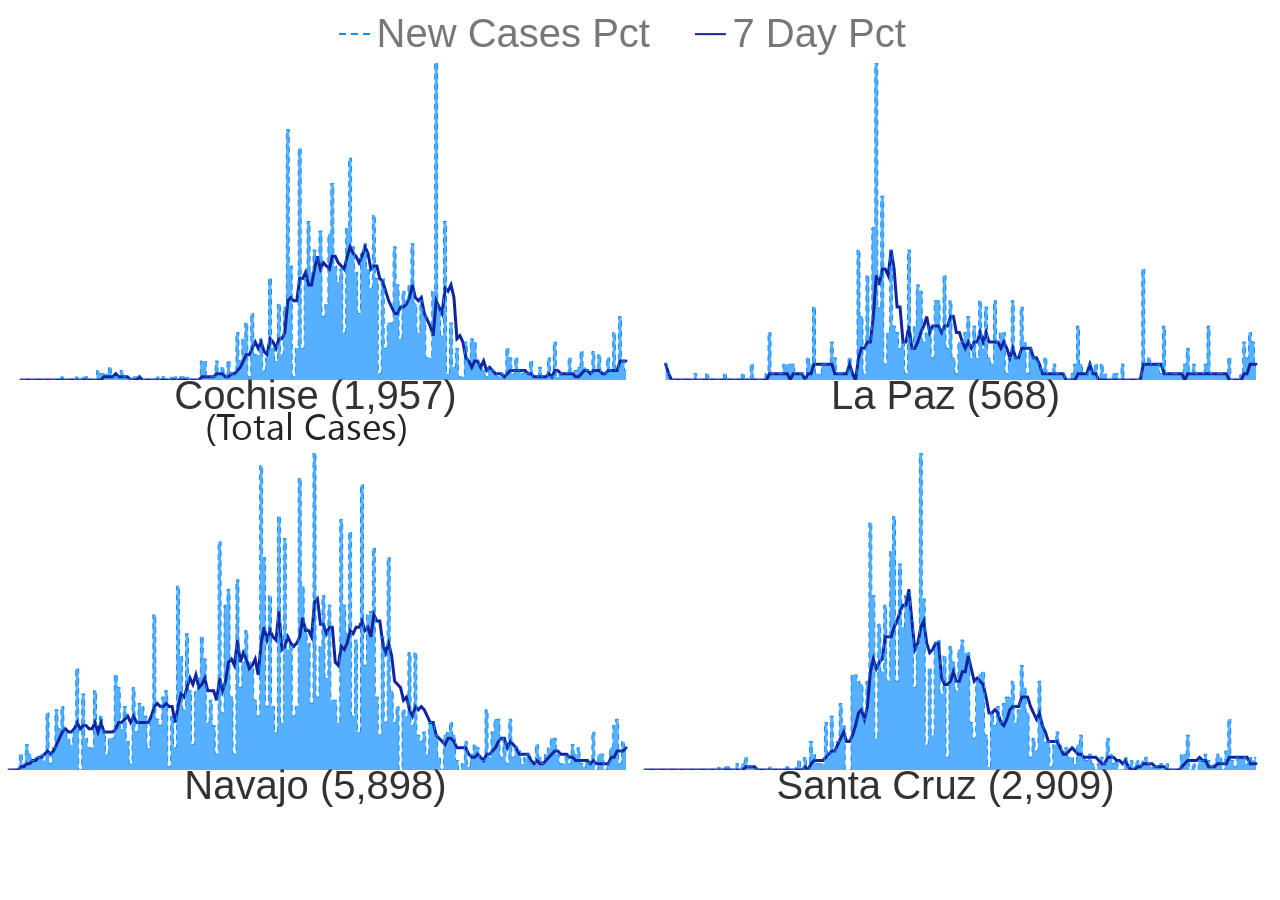 New Cases Pct 7 Day Pct
Cochise (1,957) La Paz (568)
(Total Cases)
Navajo (5,898) Santa Cruz (2,909)